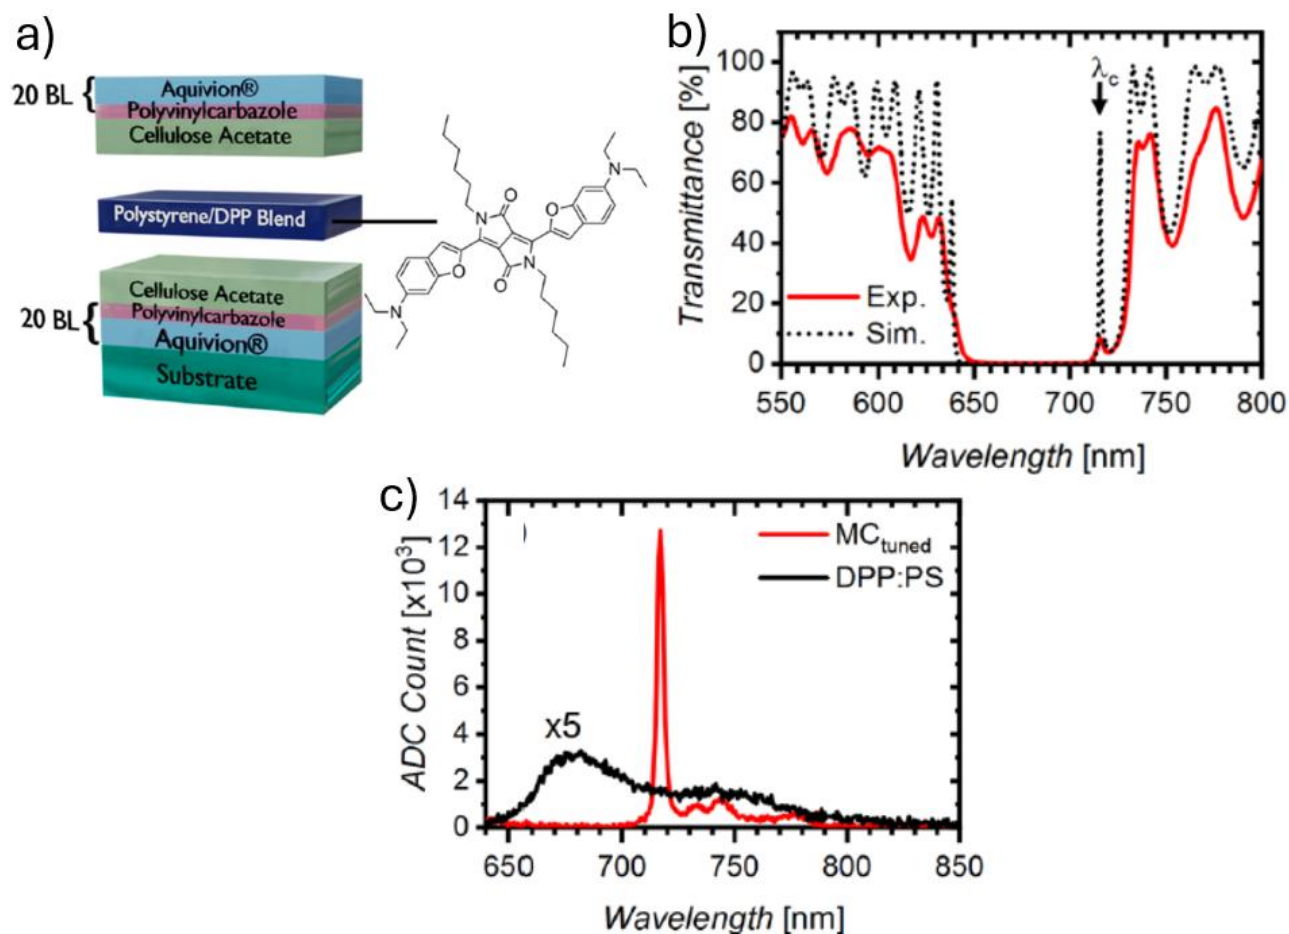 a)
20 BL {
Aquivion®
Polyvinylcarbazole
Cellulose Acetate
Polystyrene/DPP Blend
Cellulose Acetate
20 BL {
Polyvinylcarbazole
Aquivion®
Substrate
N
O
O
N
N
O
O
N
b)
Transmittance [%]
100
80
60
40
20
0
λc
Exp.
Sim.
550
600
650
700
750
800
Wavelength [nm]
c)
ADC Count [x10³]
14
12
10
8
6
4
2
0
MCtuned
DPP:PS
x5
650
700
750
800
850
Wavelength [nm]